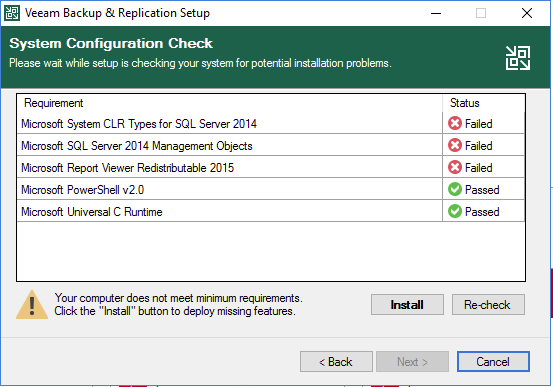 Veeam Backup & Replication Setup
System Configuration Check
Please wait while setup is checking your system for potential installation problems.
Requirement Status
Microsoft System CLR Types for SQL Server 2014 Failed
Microsoft SQL Server 2014 Management Objects Failed
Microsoft Report Viewer Redistributable 2015 Failed
Microsoft PowerShell v2.0 Passed
Microsoft Universal C Runtime Passed
Your computer does not meet minimum requirements.
Click the "Install" button to deploy missing features.
Install Re-check
< Back Next > Cancel